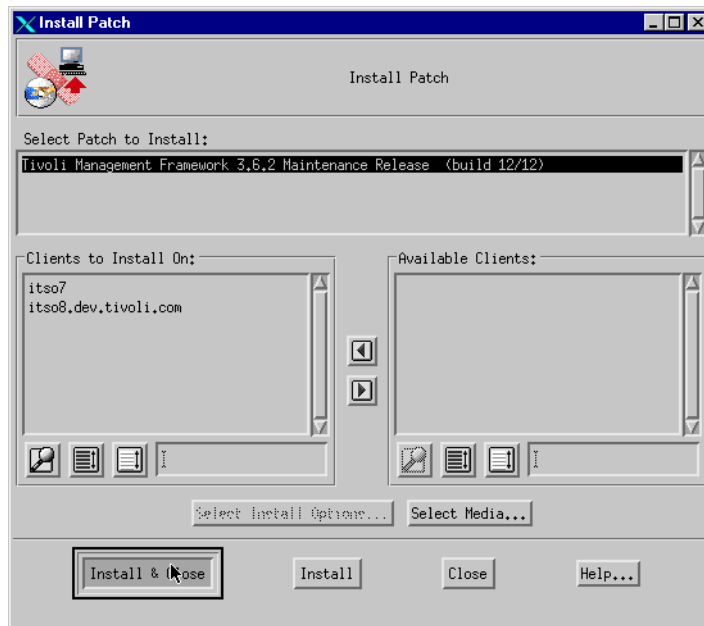 Install Patch
Install Patch
Select Patch to Install:
Tivoli Management Framework 3.6.2 Maintenance Release (build 12/12)
Clients to Install On:
itso7
itso8.dev.tivoli.com
Available Clients:
Select Install Options...
Select Media...
Install & Close
Install
Close
Help...